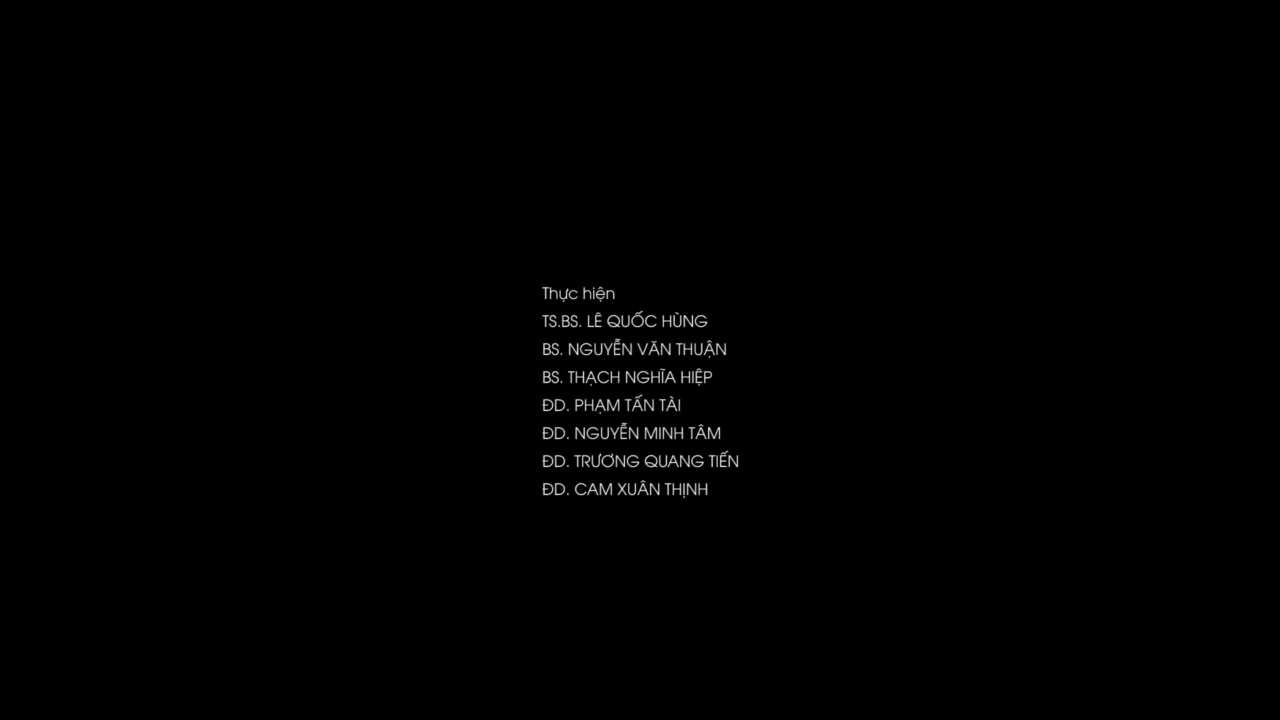 Thực hiện
TS.BS. LÊ QUỐC HÙNG
BS. NGUYỄN VĂN THUẬN
BS. THẠCH NGHĨA HIỆP
ĐD. PHẠM TẤN TÀI
ĐD. NGUYỄN MINH TÂM
ĐD. TRƯƠNG QUANG TIẾN
ĐD. CAM XUÂN THỊNH